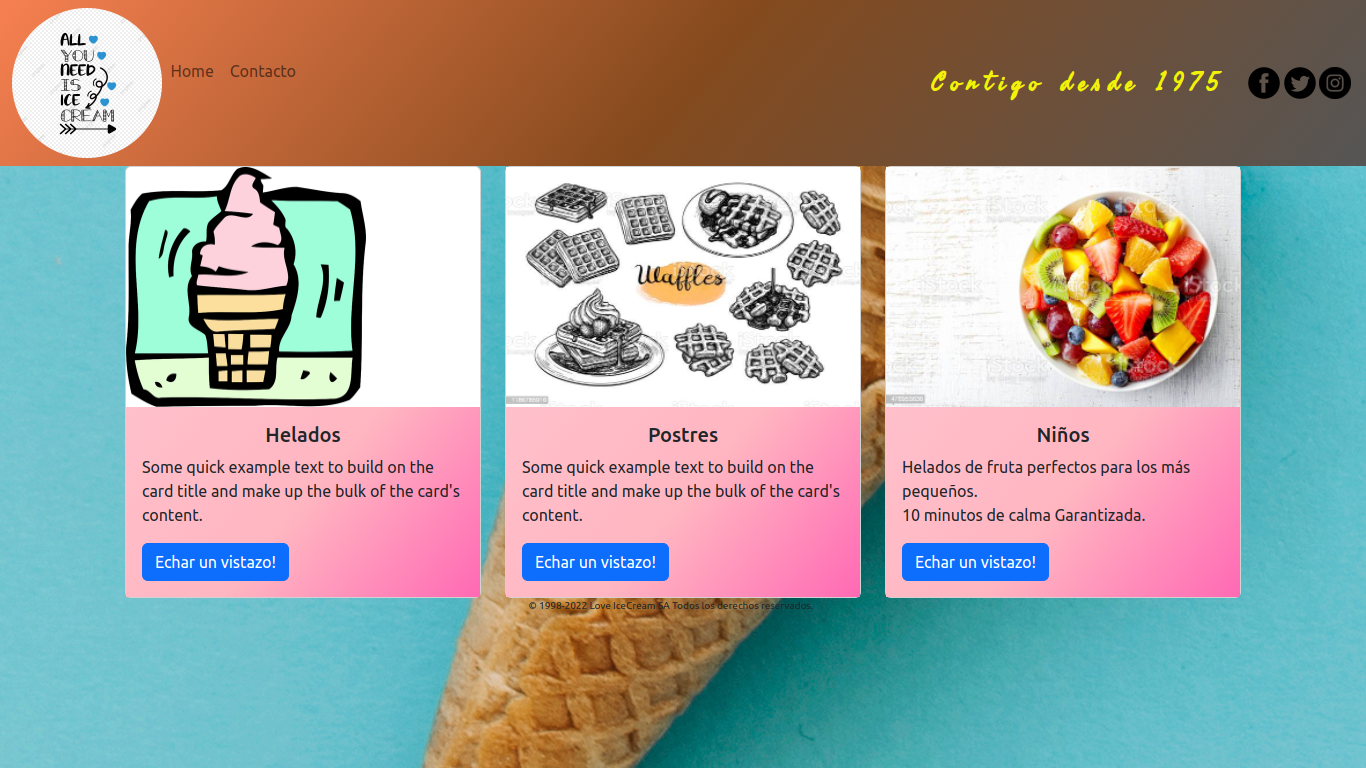 ALL
YOU
NEED
IS
ICE
CREAM
Home Contacto
Contigo desde 1975
Waffles
iStock
iStock
iStock
Helados
Some quick example text to build on the
card title and make up the bulk of the card's
content.
Echar un vistazo!
Postres
Some quick example text to build on the
card title and make up the bulk of the card's
content.
Echar un vistazo!
Niños
Helados de fruta perfectos para los más
pequeños.
10 minutos de calma Garantizada.
Echar un vistazo!
© 1998-2022 Love IceCream SA Todos los derechos reservados.